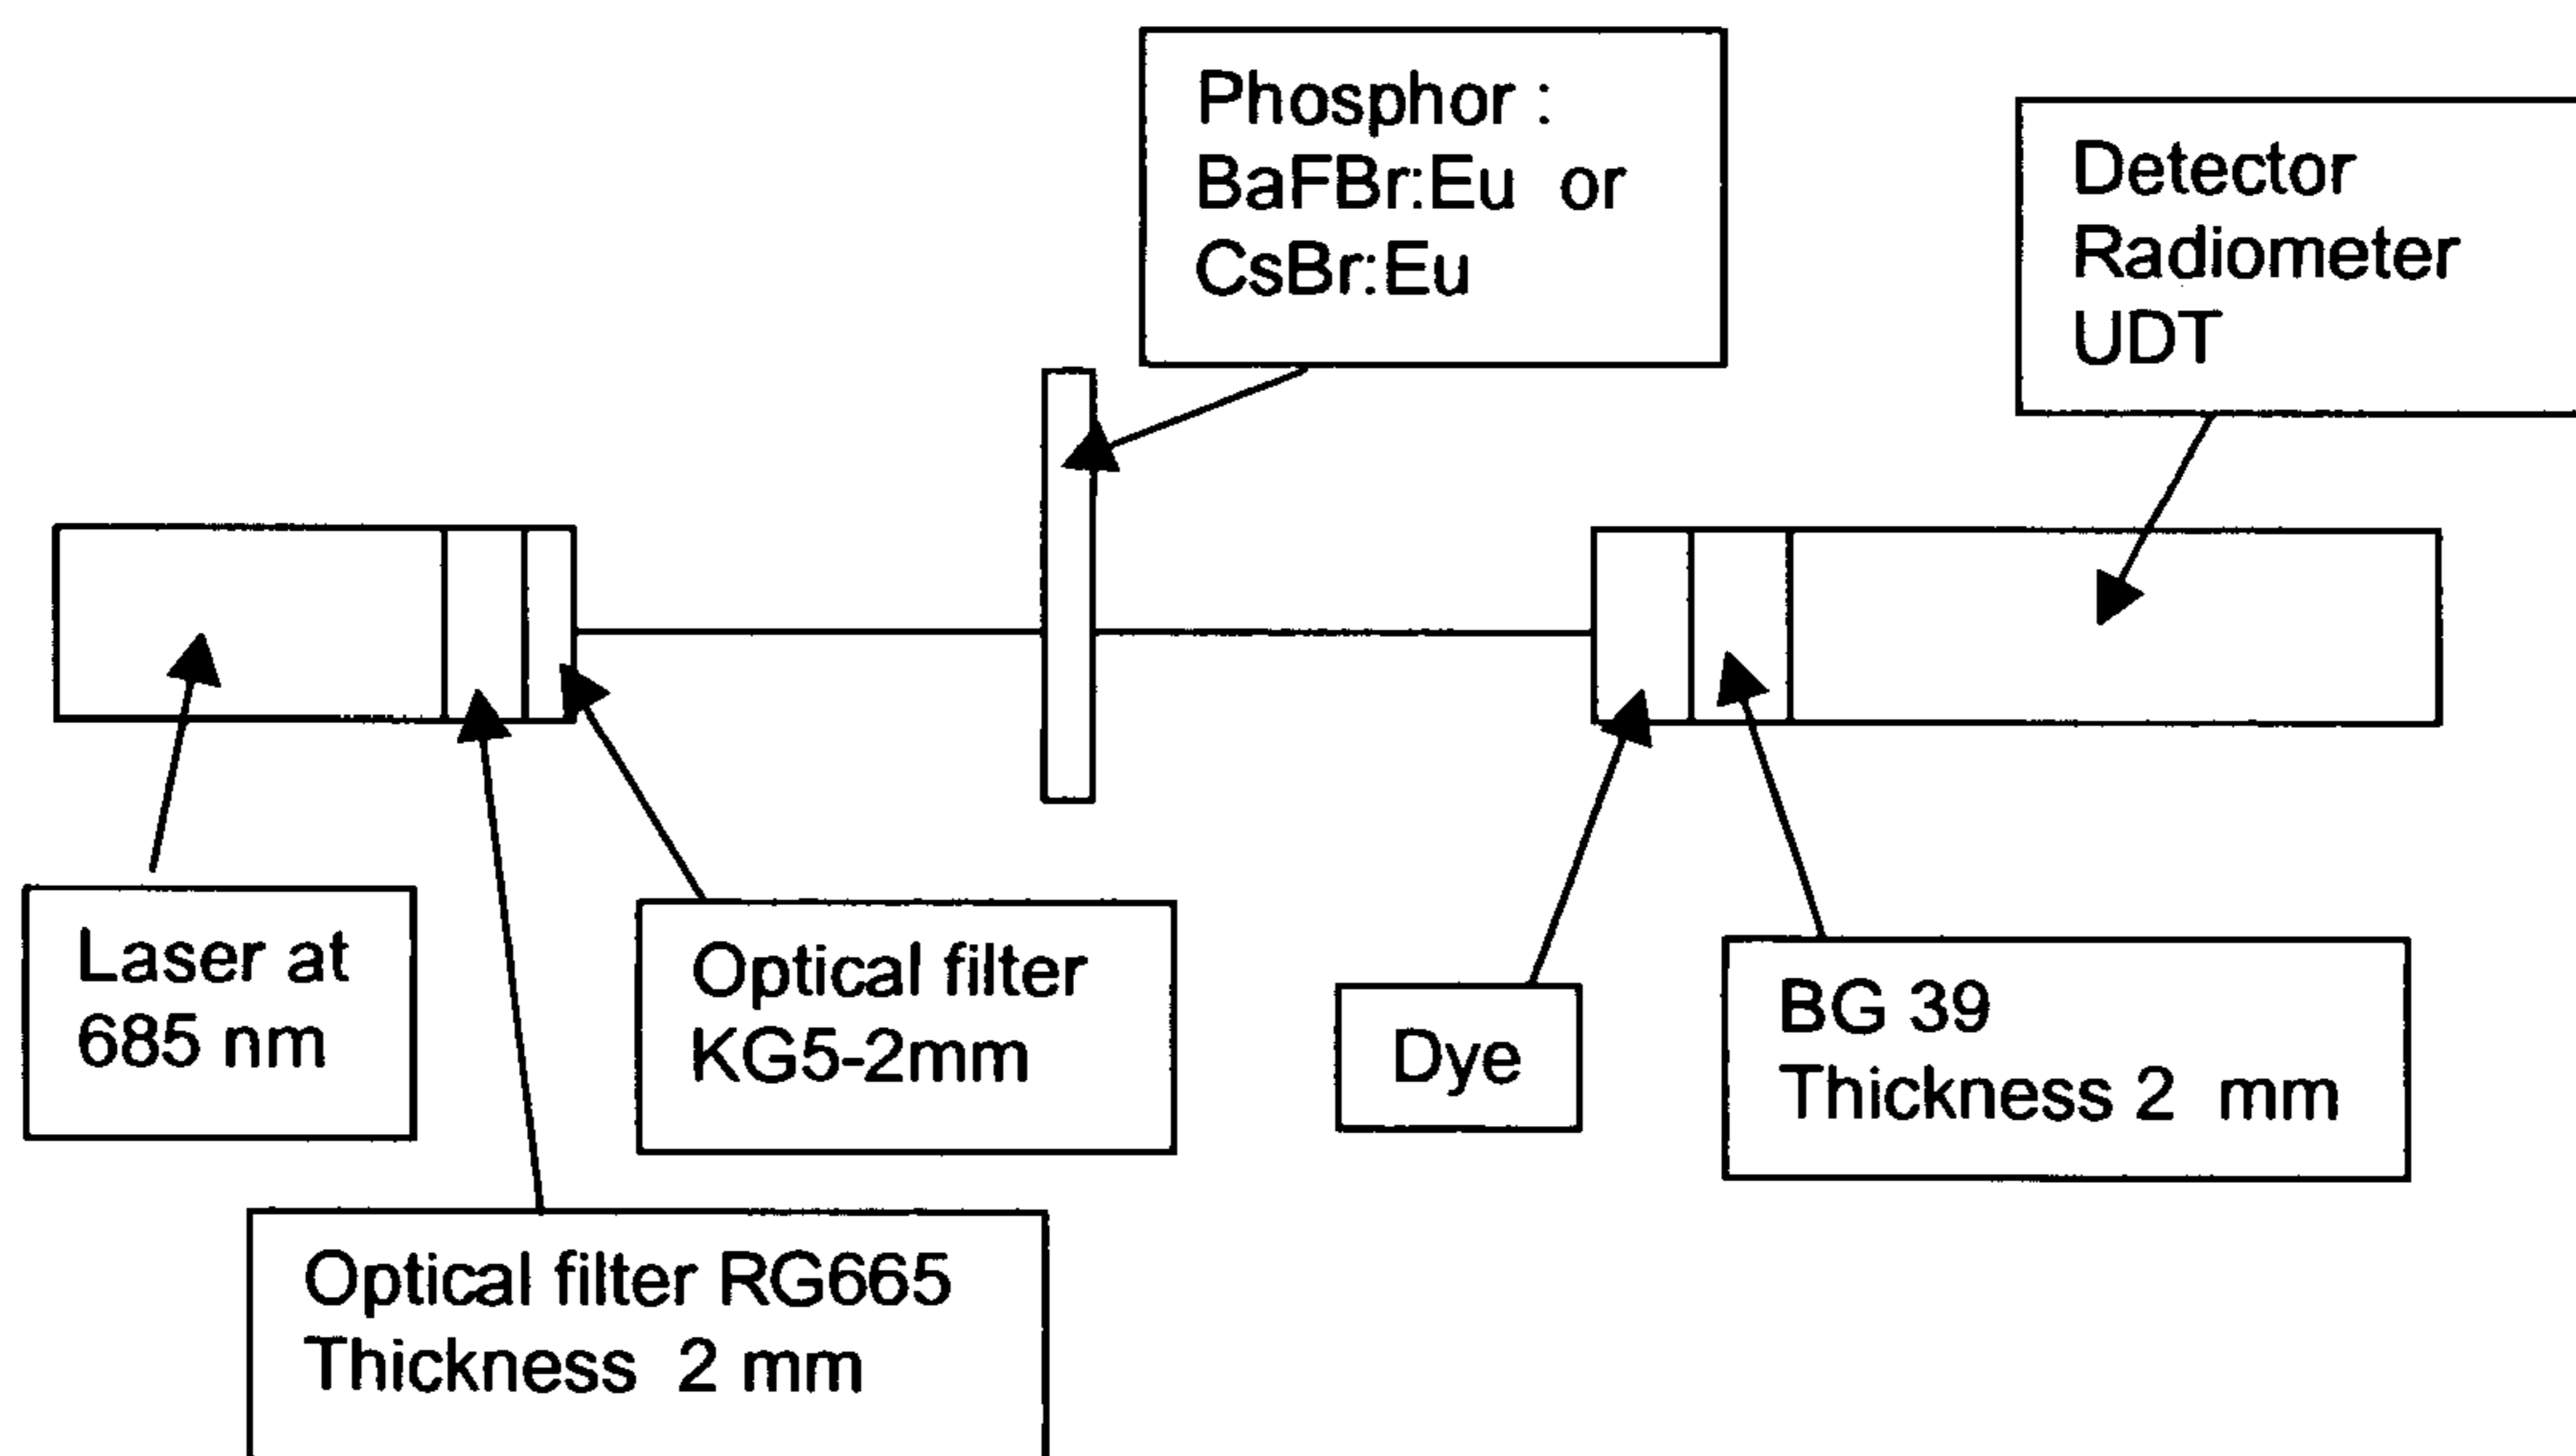 Phosphor :
BaFBr:Eu or
CsBr:Eu
Detector
Radiometer
UDT
Laser at
685 nm
Optical filter
KG5-2mm
Dye
BG 39
Thickness 2 mm
Optical filter RG665
Thickness 2 mm